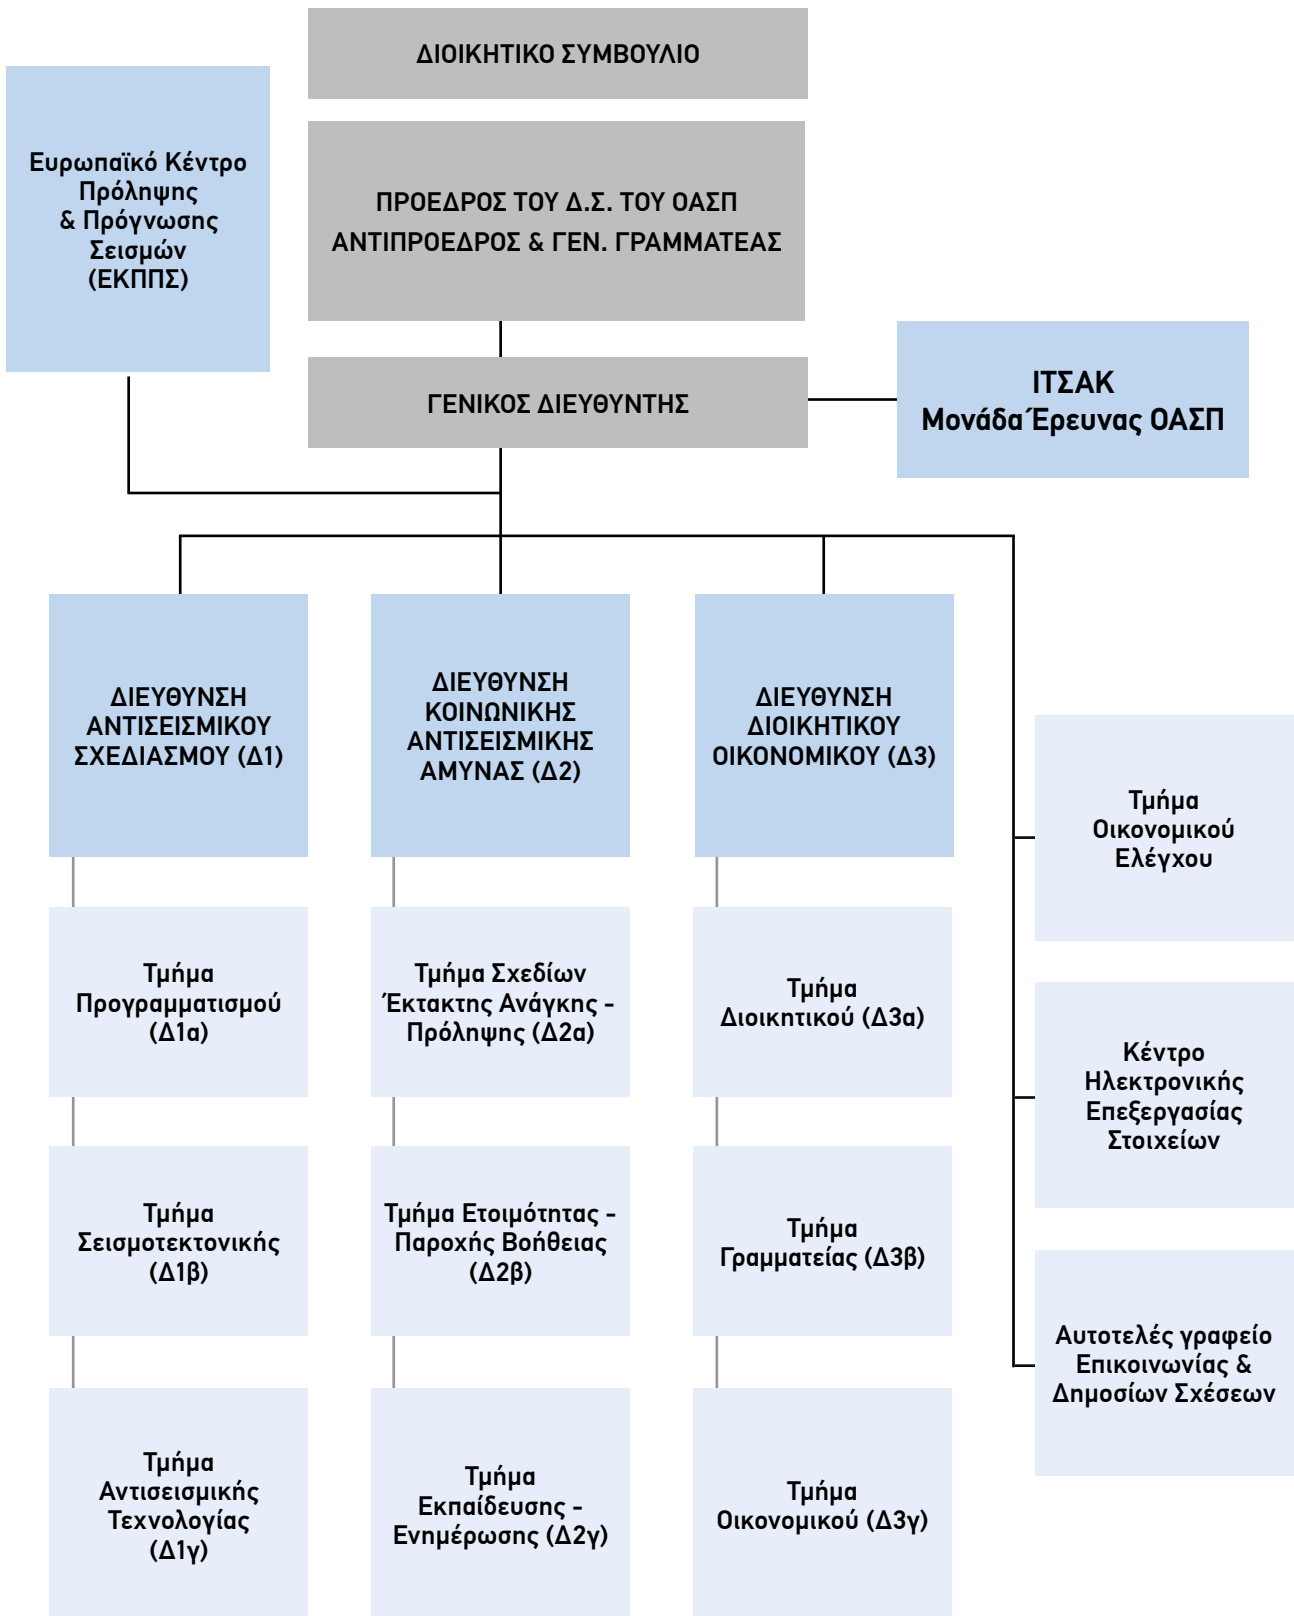 ΔΙΟΙΚΗΤΙΚΟ ΣΥΜΒΟΥΛΙΟ
Ευρωπαϊκό Κέντρο
Πρόληψης
& Πρόγνωσης
Σεισμών
(ΕΚΠΠΣ)
ΠΡΟΕΔΡΟΣ ΤΟΥ Δ.Σ. ΤΟΥ ΟΑΣΠ
ΑΝΤΙΠΡΟΕΔΡΟΣ & ΓΕΝ. ΓΡΑΜΜΑΤΕΑΣ
ΓΕΝΙΚΟΣ ΔΙΕΥΘΥΝΤΗΣ
ΙΤΣΑΚ
Μονάδα Έρευνας ΟΑΣΠ
ΔΙΕΥΘΥΝΣΗ
ΑΝΤΙΣΕΙΣΜΙΚΟΥ
ΣΧΕΔΙΑΣΜΟΥ (Δ1)
ΔΙΕΥΘΥΝΣΗ
ΚΟΙΝΩΝΙΚΗΣ
ΑΝΤΙΣΕΙΣΜΙΚΗΣ
ΑΜΥΝΑΣ (Δ2)
ΔΙΕΥΘΥΝΣΗ
ΔΙΟΙΚΗΤΙΚΟΥ
ΟΙΚΟΝΟΜΙΚΟΥ (Δ3)
Τμήμα
Οικονομικού
Ελέγχου
Τμήμα
Προγραμματισμού
(Δ1α)
Τμήμα Σχεδίων
Έκτακτης Ανάγκης -
Πρόληψης (Δ2α)
Τμήμα
Διοικητικού (Δ3α)
Κέντρο
Ηλεκτρονικής
Επεξεργασίας
Στοιχείων
Τμήμα
Σεισμοτεκτονικής
(Δ1β)
Τμήμα Ετοιμότητας -
Παροχής Βοήθειας
(Δ2β)
Τμήμα
Γραμματείας (Δ3β)
Αυτοτελές γραφείο
Επικοινωνίας &
Δημοσίων Σχέσεων
Τμήμα
Αντισεισμικής
Τεχνολογίας
(Δ1γ)
Τμήμα
Εκπαίδευσης -
Ενημέρωσης (Δ2γ)
Τμήμα
Οικονομικού (Δ3γ)